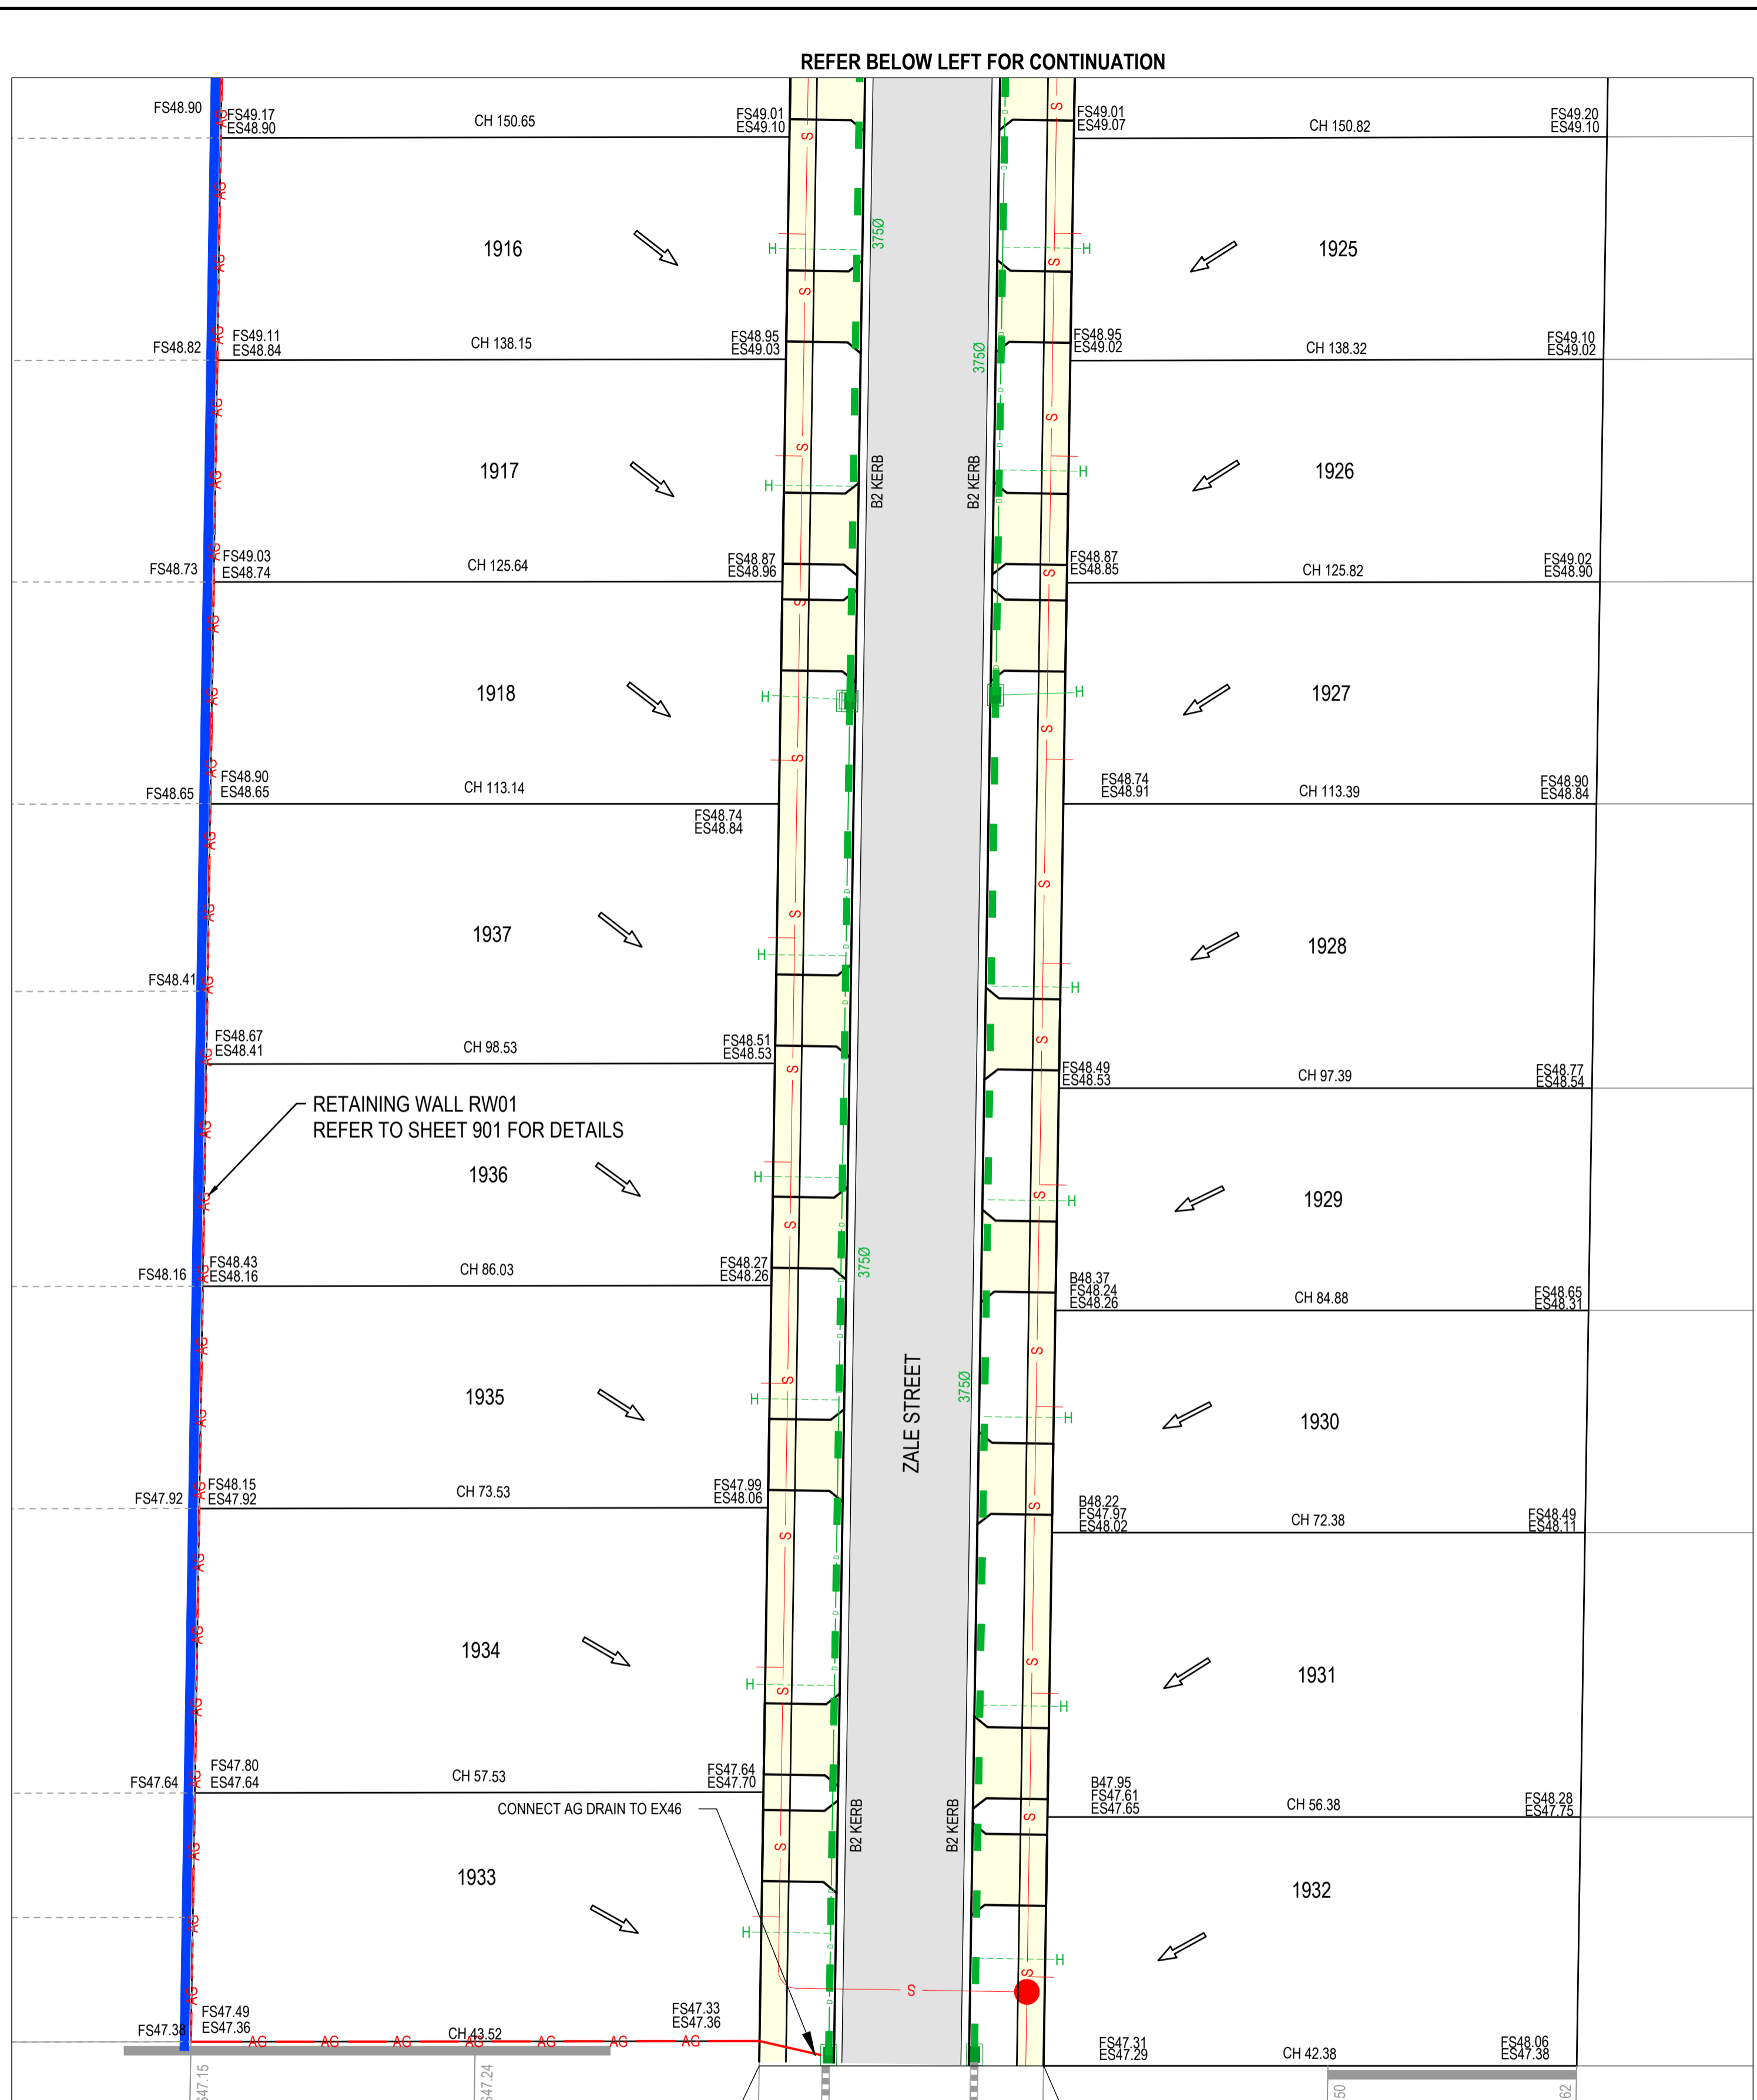 REFER BELOW LEFT FOR CONTINUATION
FS48.90
FS49.17
ES48.90
CH 150.65
FS49.01
ES49.10
FS49.01
ES49.07
CH 150.82
FS49.20
ES49.10
1916
H
375Ø
H
1925
FS48.82
FS49.11
ES48.84
CH 138.15
FS48.95
ES49.03
375Ø
FS48.95
ES49.02
CH 138.32
FS49.10
ES49.02
1917
H
B2 KERB
B2 KERB
H
1926
FS48.73
FS49.03
ES48.74
CH 125.64
FS48.87
ES48.96
FS48.87
ES48.85
CH 125.82
FS49.02
ES48.90
1918
H
H
1927
FS48.65
FS48.90
ES48.65
CH 113.14
FS48.74
ES48.84
FS48.74
ES48.91
CH 113.39
FS48.90
ES48.84
1937
H
H
1928
FS48.41
FS48.67
ES48.41
CH 98.53
FS48.51
ES48.53
FS48.49
ES48.53
CH 97.39
FS48.77
ES48.54
RETAINING WALL RW01
REFER TO SHEET 901 FOR DETAILS
1936
H
H
1929
FS48.16
FS48.43
ES48.16
CH 86.03
FS48.27
ES48.26
375Ø
B48.37
FS48.24
ES48.26
CH 84.88
FS48.65
ES48.31
1935
H
ZALE STREET
375Ø
H
1930
FS47.92
FS48.15
ES47.92
CH 73.53
FS47.99
ES48.06
B48.22
FS47.97
ES48.02
CH 72.38
FS48.49
ES48.11
1934
H
H
1931
FS47.64
FS47.80
ES47.64
CH 57.53
FS47.64
ES47.70
B47.95
FS47.61
ES47.65
CH 56.38
FS48.28
ES47.75
CONNECT AG DRAIN TO EX46
B2 KERB
B2 KERB
1933
H
H
1932
S
FS47.38
FS47.49
ES47.36
CH 43.52
FS47.33
ES47.36
AG AG AG AG AG AG AG
FS47.31
ES47.29
CH 42.38
FS48.06
ES47.38
47.15
47.24
50
62